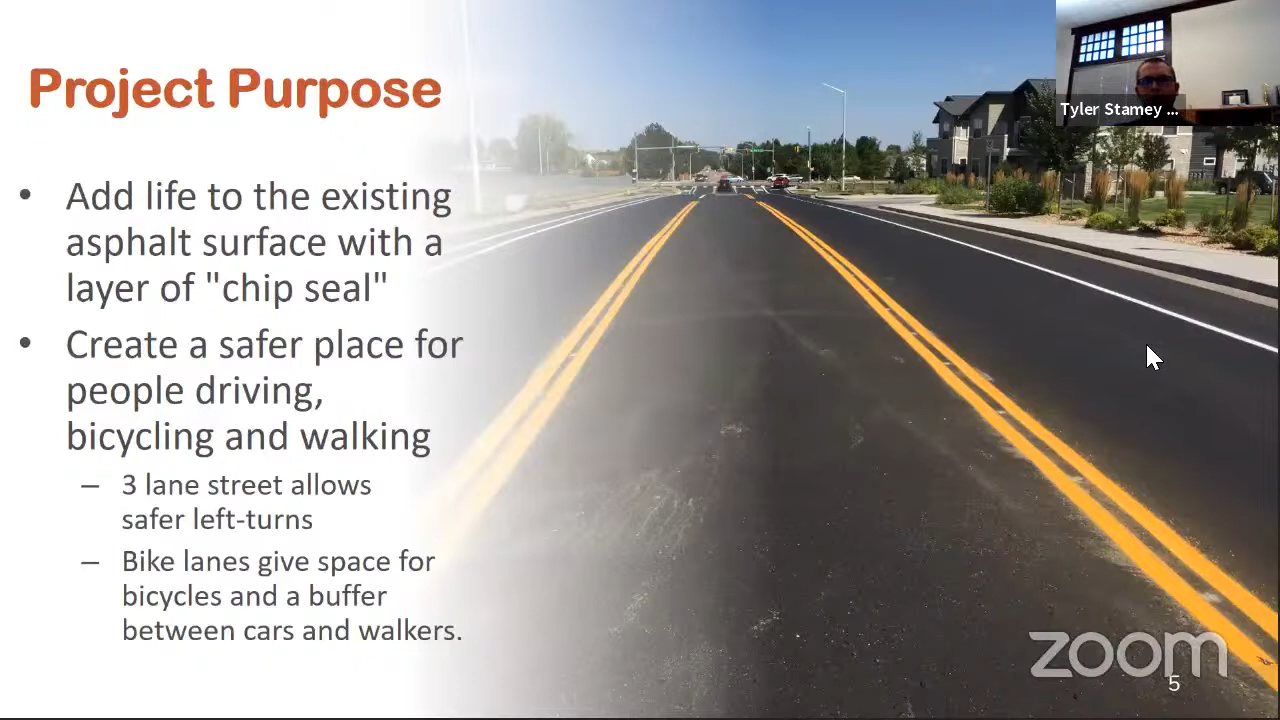 Project Purpose
Tyler Stamey ...
• Add life to the existing
asphalt surface with a
layer of "chip seal"
• Create a safer place for
people driving,
bicycling and walking
– 3 lane street allows
safer left-turns
– Bike lanes give space for
bicycles and a buffer
between cars and walkers.
zoom
5